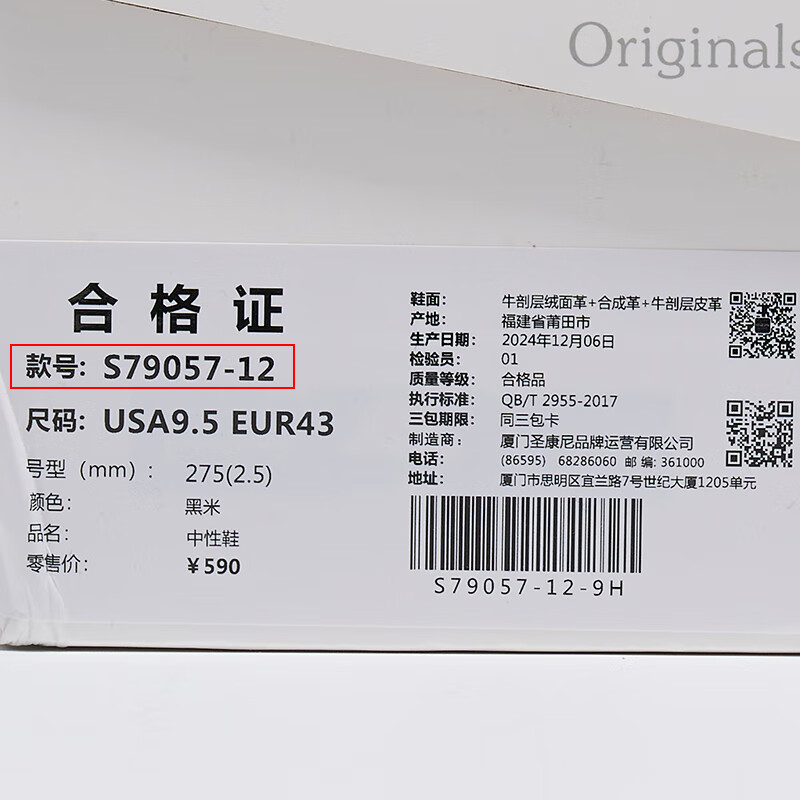 Originals
合格证
款号: S79057-12
尺码: USA9.5 EUR43
号型 (mm) : 275(2.5)
颜色: 黑米
品名: 中性鞋
零售价: ¥590
鞋面: 牛剖层绒面革+合成革+牛剖层皮革
产地: 福建省莆田市
生产日期: 2024年12月06日
检验员: 01
质量等级: 合格品
执行标准: QB/T 2955-2017
三包期限: 同三包卡
制造商: 厦门圣康尼品牌运营有限公司
电话: (86595) 68286060 邮 编: 361000
地址: 厦门市思明区宜兰路7号世纪大厦1205单元
S79057-12-9H